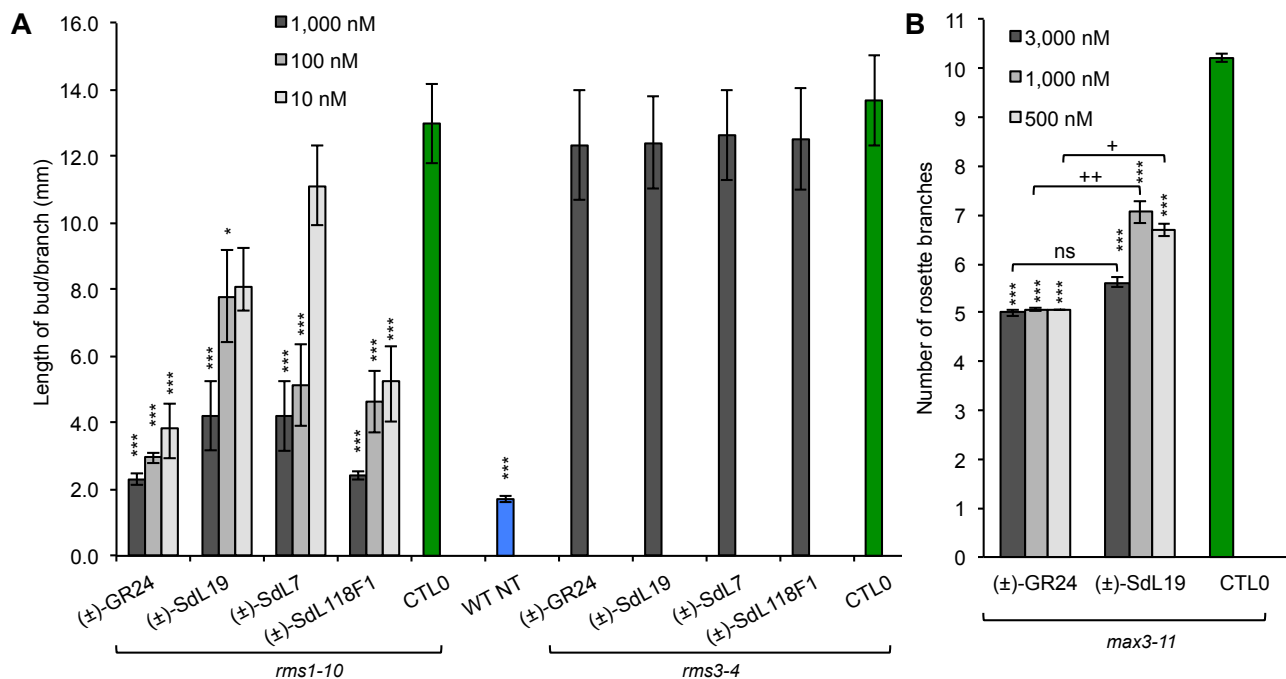 A
Length of bud/branch (mm)
16.0
14.0
12.0
10.0
8.0
6.0
4.0
2.0
0.0
1,000 nM
100 nM
10 nM
***
***
***
***
*
***
***
***
***
***
***
(±)-GR24
(±)-SdL19
(±)-SdL7
(±)-SdL118F1
CTL0
WT NT
(±)-GR24
(±)-SdL19
(±)-SdL7
(±)-SdL118F1
CTL0
rms1-10
rms3-4
B
Number of rosette branches
11
10
9
8
7
6
5
4
3
2
1
0
3,000 nM
1,000 nM
500 nM
+
++
ns
***
***
***
***
***
***
(±)-GR24
(±)-SdL19
CTL0
max3-11